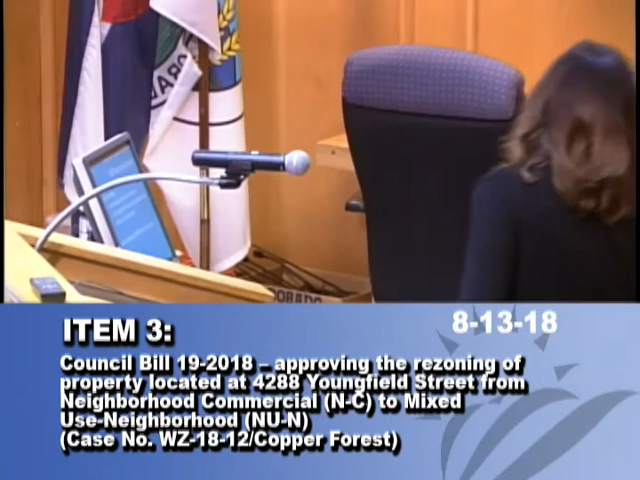 ORADO
ITEM 3:
8-13-18
Council Bill 19-2018 – approving the rezoning of
property located at 4288 Youngfield Street from
Neighborhood Commercial (N-C) to Mixed
Use-Neighborhood (NU-N)
(Case No. WZ-18-12/Copper Forest)